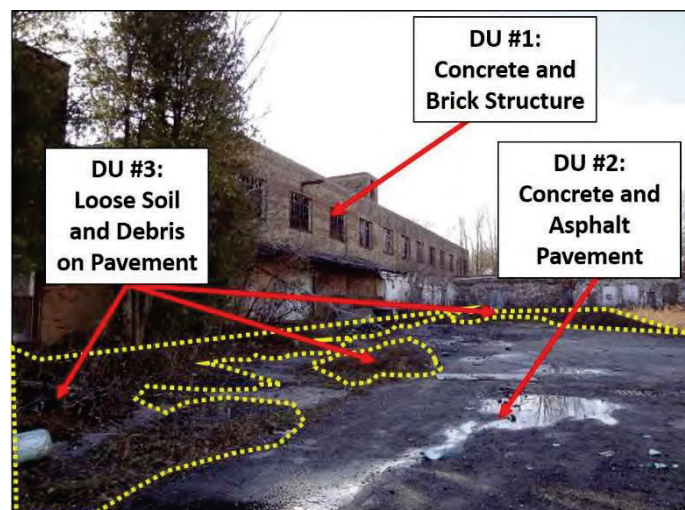 DU #1:
Concrete and
Brick Structure
DU #3:
Loose Soil
and Debris
on Pavement
DU #2:
Concrete and
Asphalt
Pavement